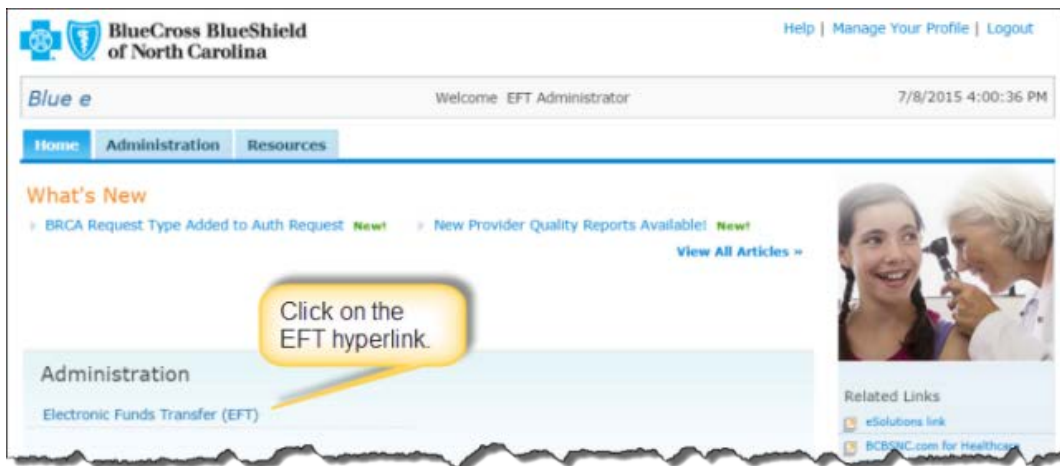 BlueCross BlueShield
of North Carolina
Help | Manage Your Profile | Logout
Blue e
Welcome EFT Administrator
7/8/2015 4:00:36 PM
Home Administration Resources
What's New
BRCA Request Type Added to Auth Request New!
New Provider Quality Reports Available! New!
View All Articles »
Click on the
EFT hyperlink.
Administration
Electronic Funds Transfer (EFT)
Related Links
eSolutions link
BCBSNC.com for Healthcare